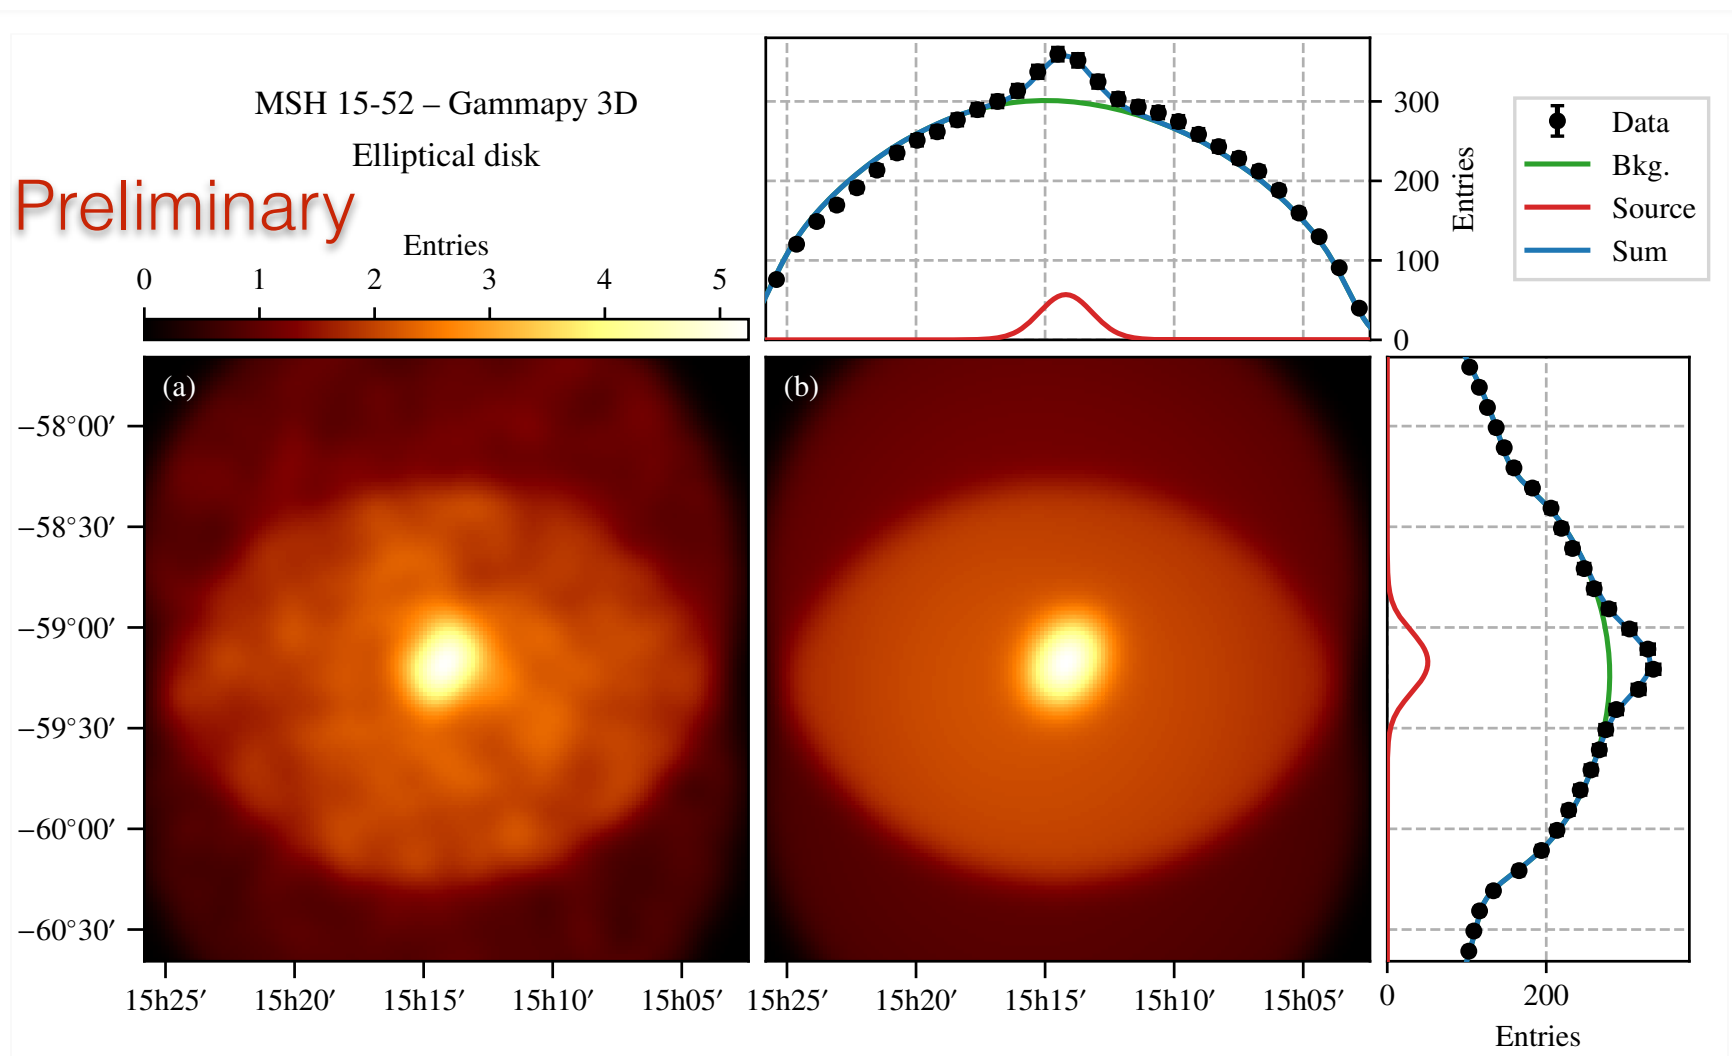 MSH 15-52 – Gammapy 3D
Elliptical disk
Preliminary
Entries
0 1 2 3 4 5
300
200
100
0
Entries
Data
Bkg.
Source
Sum
(a)
(b)
−58°00′
−58°30′
−59°00′
−59°30′
−60°00′
−60°30′
15h25′ 15h20′ 15h15′ 15h10′ 15h05′
15h25′ 15h20′ 15h15′ 15h10′ 15h05′
0 200
Entries